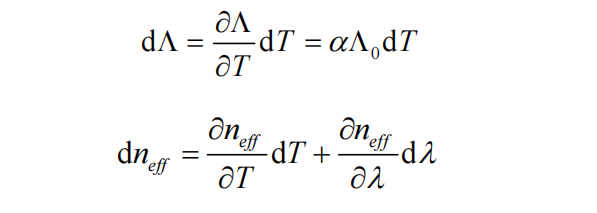 dΛ = ∂Λ/∂T dT = αΛ₀dT
dn_eff = ∂n_eff/∂T dT + ∂n_eff/∂λ dλ